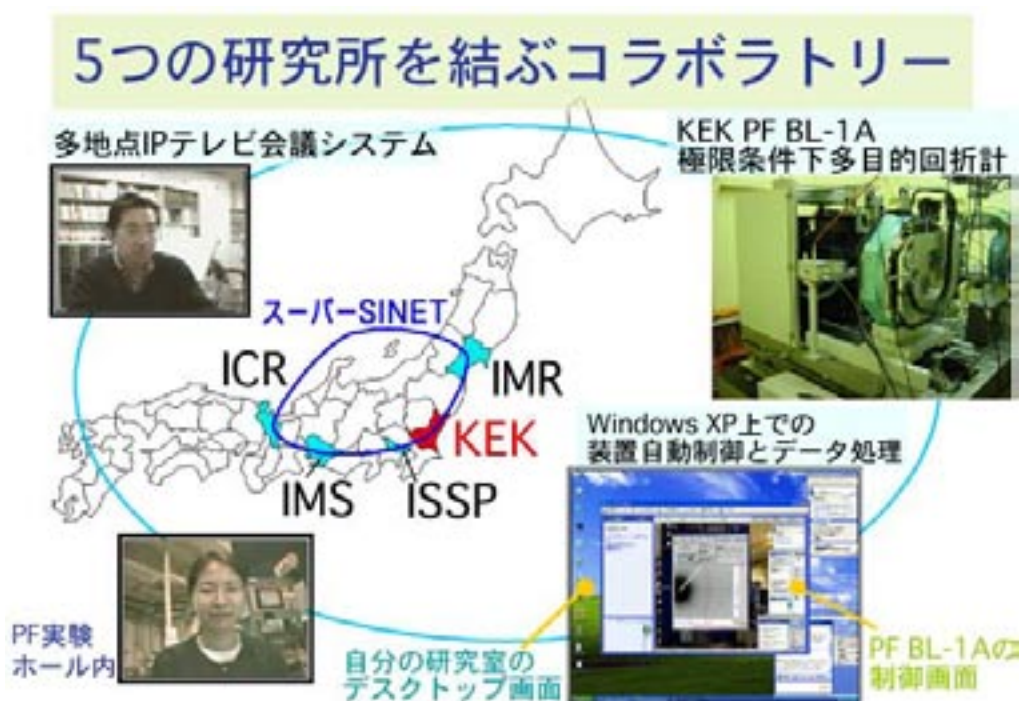 5つの研究所を結ぶコラボラトリー
多地点IPテレビ会議システム
KEK PF BL-1A
極限条件下多目的回折計
スーパーSINET
ICR
IMR
KEK
IMS
ISSP
Windows XP上での
装置自動制御とデータ処理
PF実験
ホール内
自分の研究室の
デスクトップ画面
PF BL-1Aの
制御画面